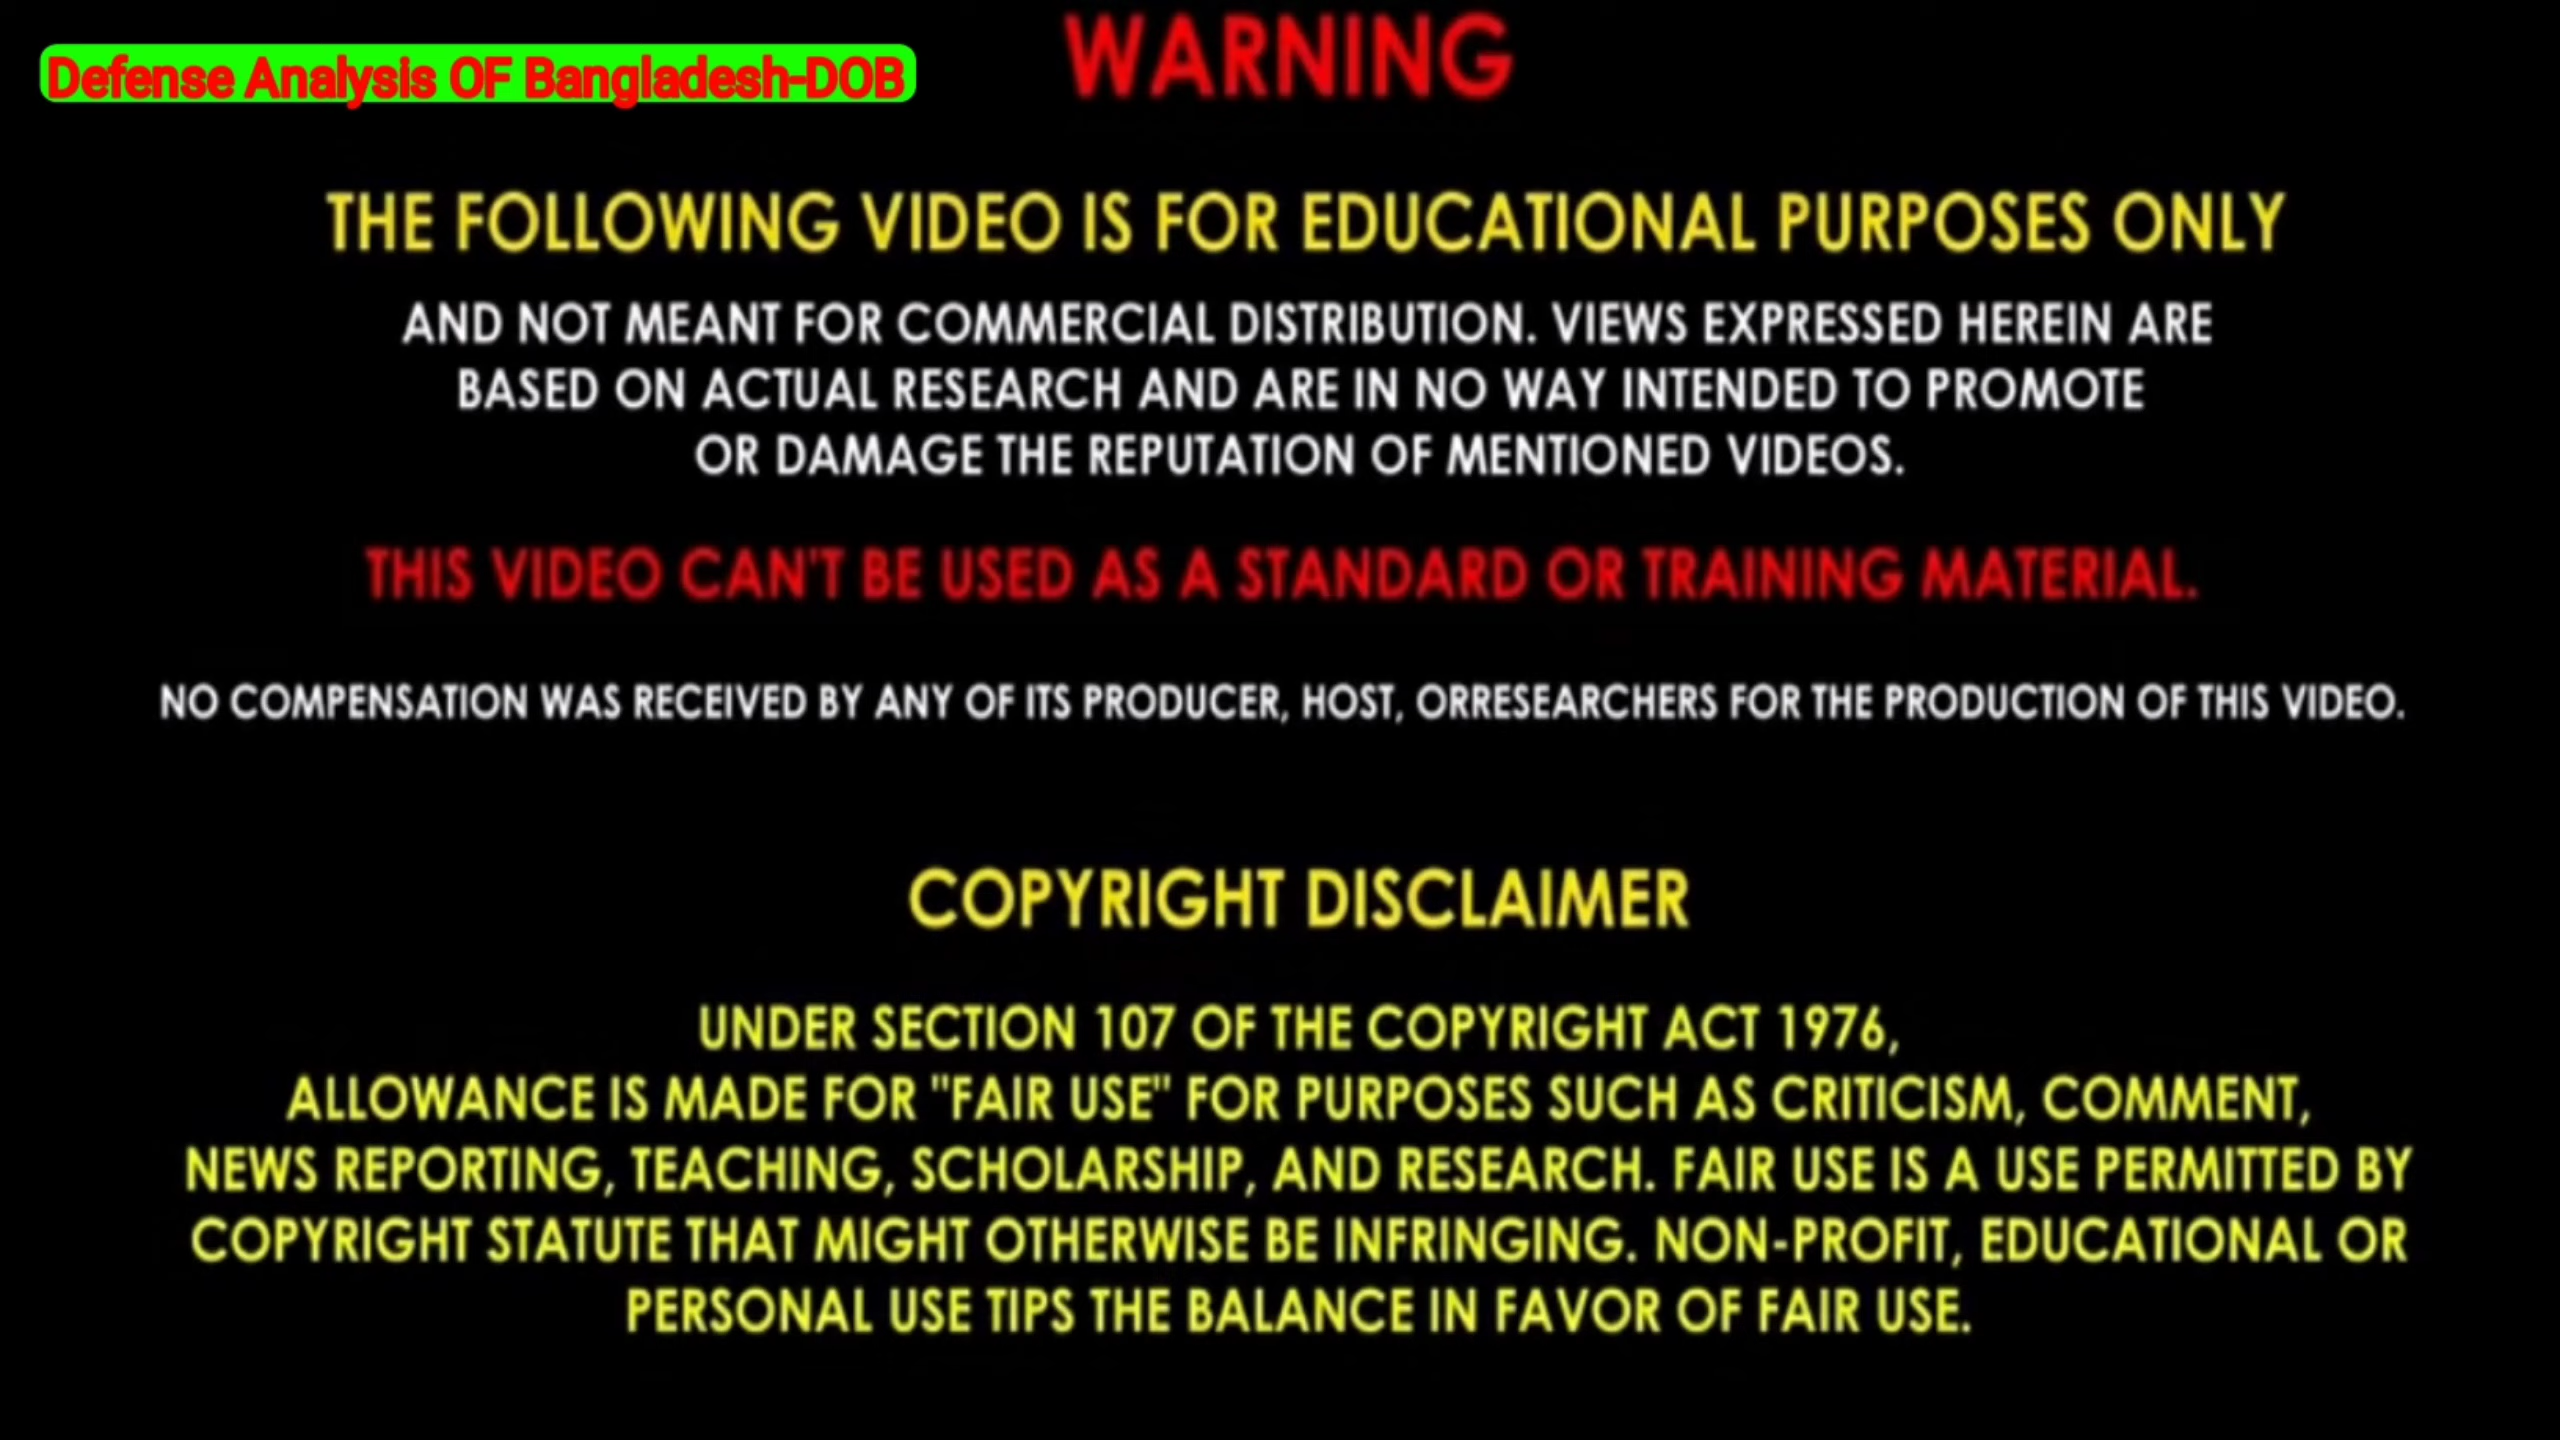 WARNING
Defense Analysis OF Bangladesh-DOB
THE FOLLOWING VIDEO IS FOR EDUCATIONAL PURPOSES ONLY
AND NOT MEANT FOR COMMERCIAL DISTRIBUTION. VIEWS EXPRESSED HEREIN ARE
BASED ON ACTUAL RESEARCH AND ARE IN NO WAY INTENDED TO PROMOTE
OR DAMAGE THE REPUTATION OF MENTIONED VIDEOS.
THIS VIDEO CAN'T BE USED AS A STANDARD OR TRAINING MATERIAL.
NO COMPENSATION WAS RECEIVED BY ANY OF ITS PRODUCER, HOST, ORRESEARCHERS FOR THE PRODUCTION OF THIS VIDEO.
COPYRIGHT DISCLAIMER
UNDER SECTION 107 OF THE COPYRIGHT ACT 1976,
ALLOWANCE IS MADE FOR "FAIR USE" FOR PURPOSES SUCH AS CRITICISM, COMMENT,
NEWS REPORTING, TEACHING, SCHOLARSHIP, AND RESEARCH. FAIR USE IS A USE PERMITTED BY
COPYRIGHT STATUTE THAT MIGHT OTHERWISE BE INFRINGING. NON-PROFIT, EDUCATIONAL OR
PERSONAL USE TIPS THE BALANCE IN FAVOR OF FAIR USE.